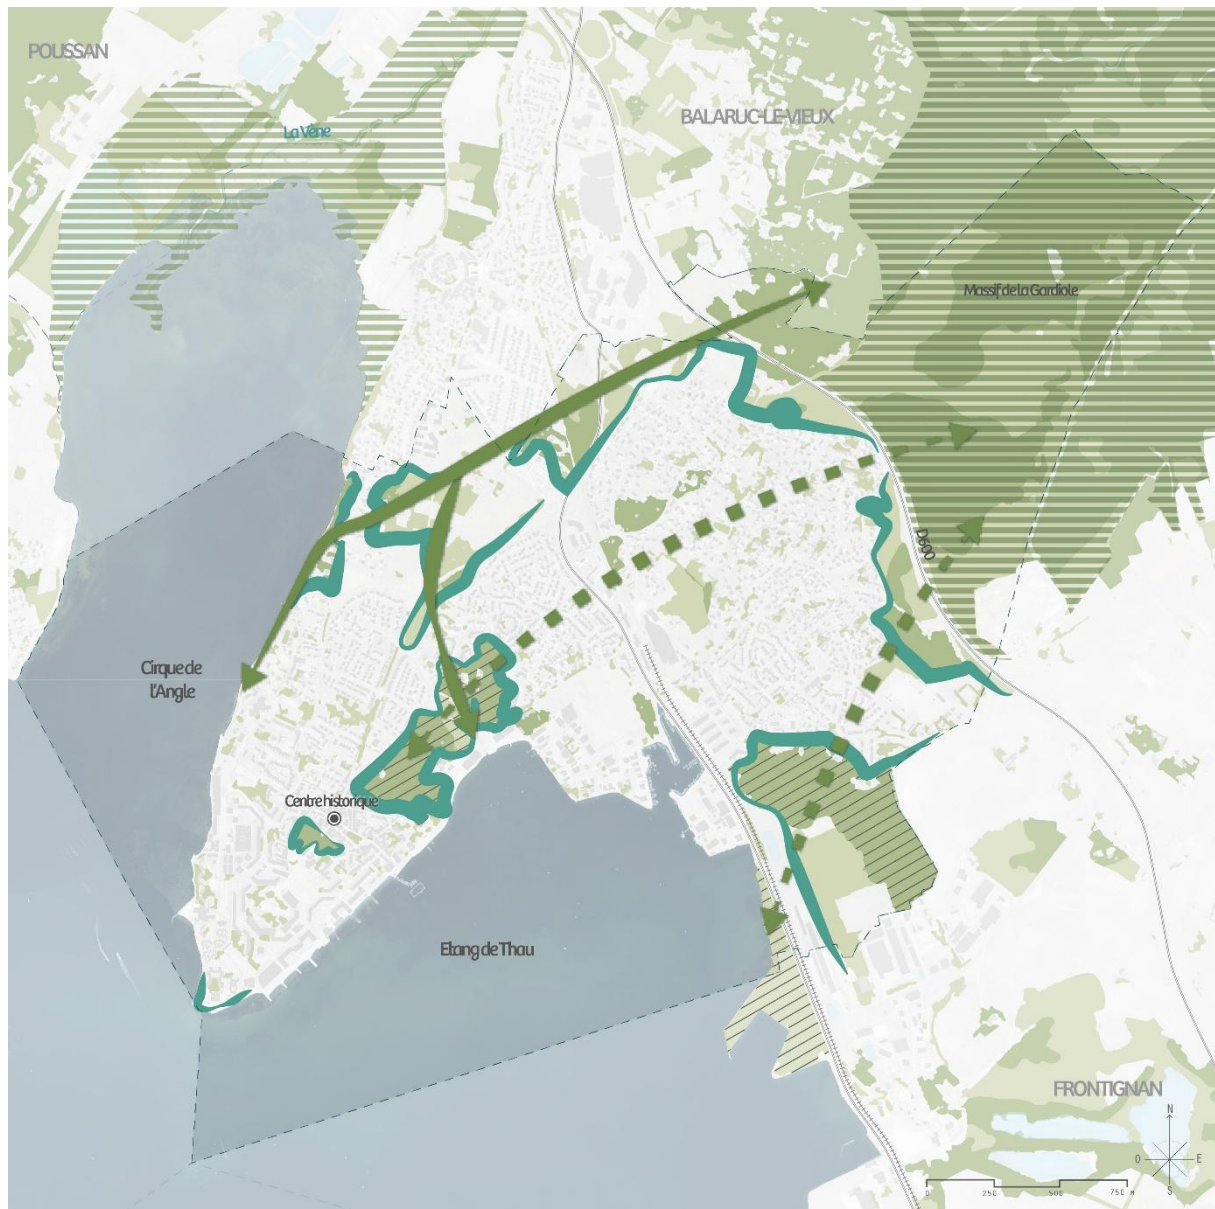 POUSSAN
BALARUC-LE-VIEUX
La Vène
Massif de la Gardiole
D600
Cirque de
l'Angle
Centre historique
Etang de Thau
FRONTIGNAN
N
O
E
S
0 250 500 750 M